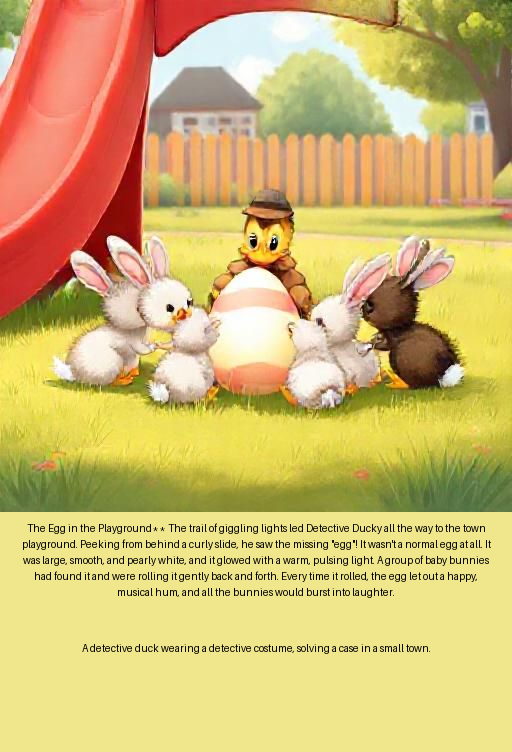 The Egg in the Playground** The trail of giggling lights led Detective Ducky all the way to the town
playground. Peeking from behind a curly slide, he saw the missing "egg"! It wasn't a normal egg at all. It
was large, smooth, and pearly white, and it glowed with a warm, pulsing light. A group of baby bunnies
had found it and were rolling it gently back and forth. Every time it rolled, the egg let out a happy,
musical hum, and all the bunnies would burst into laughter.
A detective duck wearing a detective costume, solving a case in a small town.